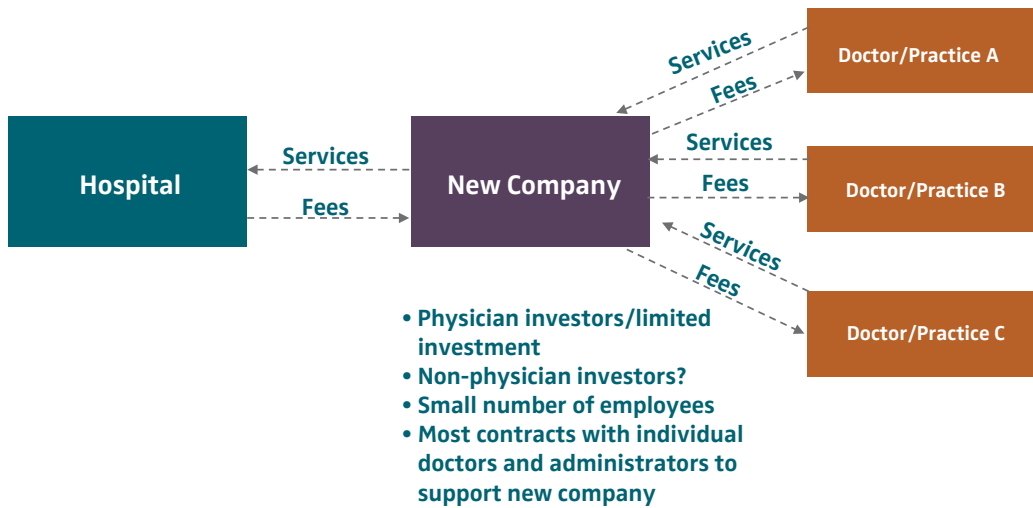 Services
Doctor/Practice A
Fees
Hospital
Services
Fees
New Company
Services
Fees
Doctor/Practice B
Services
Fees
Doctor/Practice C
• Physician investors/limited
investment
• Non-physician investors?
• Small number of employees
• Most contracts with individual
doctors and administrators to
support new company